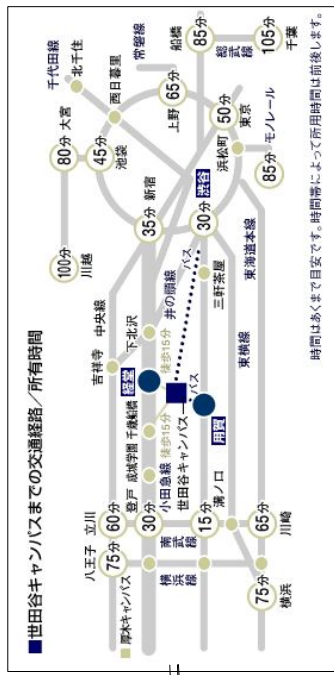 ■世田谷キャンパスまでの交通経路／所有時間
千代田線
北千住
常磐線
船橋
85分
総武線
105分
千葉
大宮
80分
西日暮里
上野
65分
45分
池袋
50分
東京
浜松町
モノレール
85分
100分
川越
新宿
35分
渋谷
30分
中央線
吉祥寺
井の頭線
下北沢
バス
三軒茶屋
東海道本線
東横線
経堂
徒歩15分
千歳船橋
徒歩15分
世田谷キャンパス
バス
用賀
成城学園
小田急線
登戸
溝ノ口
立川
60分
30分
南武線
15分
65分
川崎
八王子
75分
横浜線
75分
横浜
■厚木キャンパス
時間はあくまで目安です。時間帯によって所用時間は前後します。